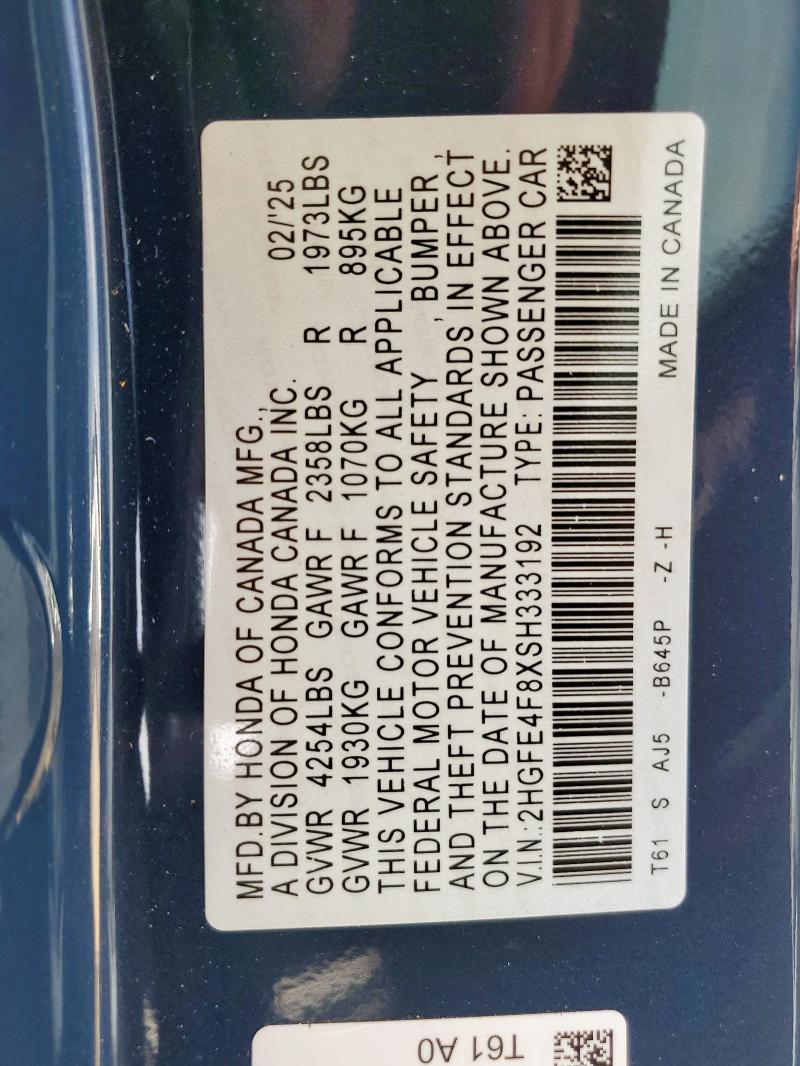 MFD.BY HONDA OF CANADA MFG.,
A DIVISION OF HONDA CANADA INC. 02/'25
GVWR 4254LBS GAWR F 2358LBS R 1973LBS
GVWR 1930KG GAWR F 1070KG R 895KG
THIS VEHICLE CONFORMS TO ALL APPLICABLE
FEDERAL MOTOR VEHICLE SAFETY , BUMPER ,
AND THEFT PREVENTION STANDARDS IN EFFECT
ON THE DATE OF MANUFACTURE SHOWN ABOVE.
V.I.N.:2HGFE4F8XSH333192 TYPE: PASSENGER CAR
T61 S AJ5 -B645P -Z -H MADE IN CANADA
T61 A0